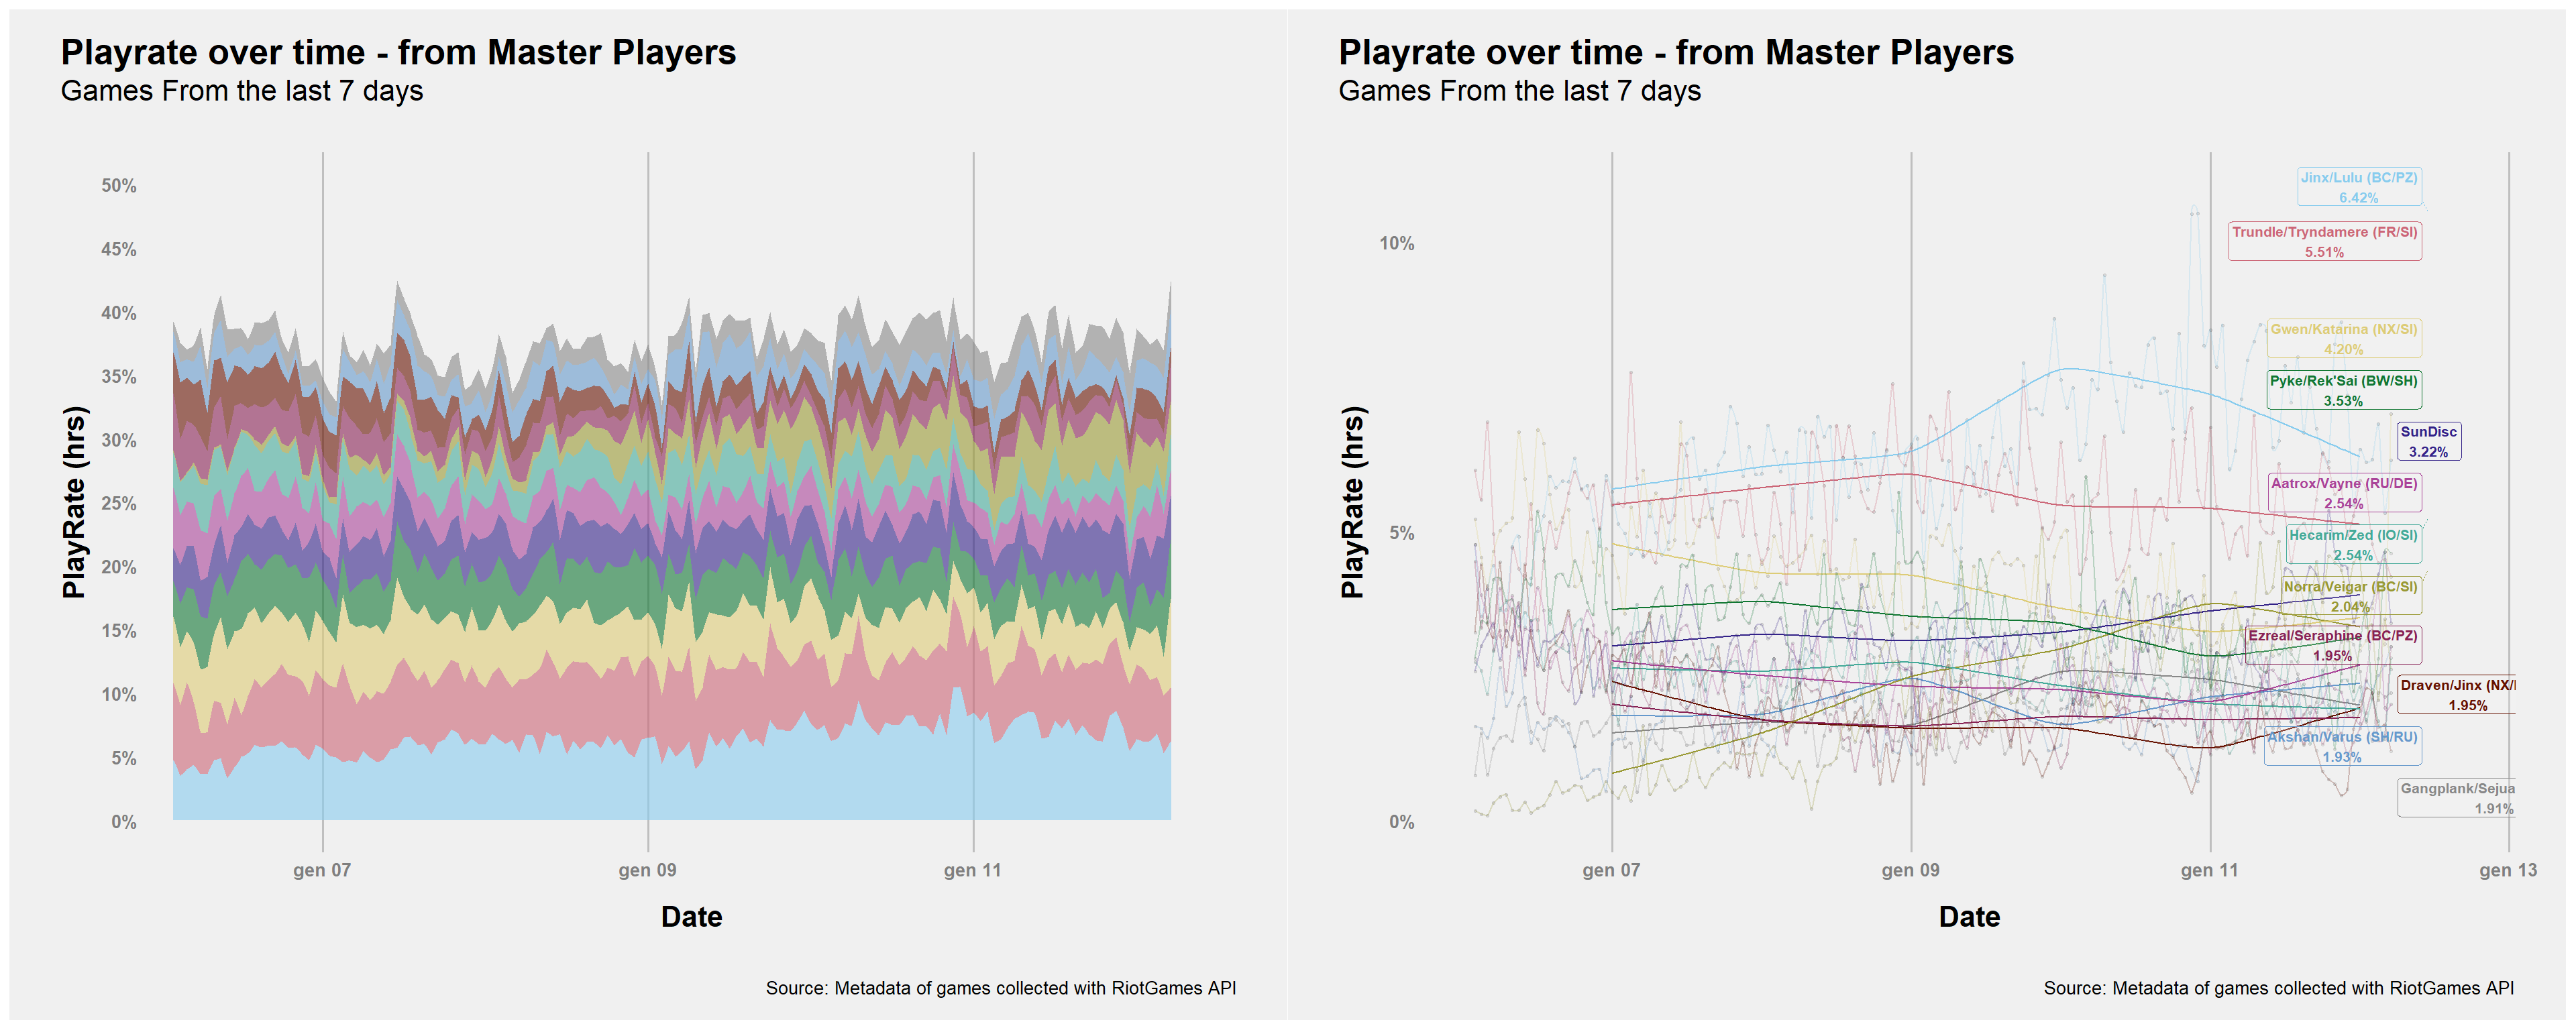 Playrate over time - from Master Players
Games From the last 7 days
PlayRate (hrs)
50%
45%
40%
35%
30%
25%
20%
15%
10%
5%
0%
gen 07
gen 09
gen 11
Date
Source: Metadata of games collected with RiotGames API
Playrate over time - from Master Players
Games From the last 7 days
PlayRate (hrs)
10%
5%
0%
Jinx/Lulu (BC/PZ)
6.42%
Trundle/Tryndamere (FR/SI)
5.51%
Gwen/Katarina (NX/SI)
4.20%
Pyke/Rek'Sai (BW/SH)
3.53%
SunDisc
3.22%
Aatrox/Vayne (RU/DE)
2.54%
Hecarim/Zed (IO/SI)
2.54%
Norra/Veigar (BC/SI)
2.04%
Ezreal/Seraphine (BC/PZ)
1.95%
Draven/Jinx (NX/
1.95%
Akshan/Varus (SH/RU)
1.93%
Gangplank/Sejua
1.91%
gen 07
gen 09
gen 11
gen 13
Date
Source: Metadata of games collected with RiotGames API